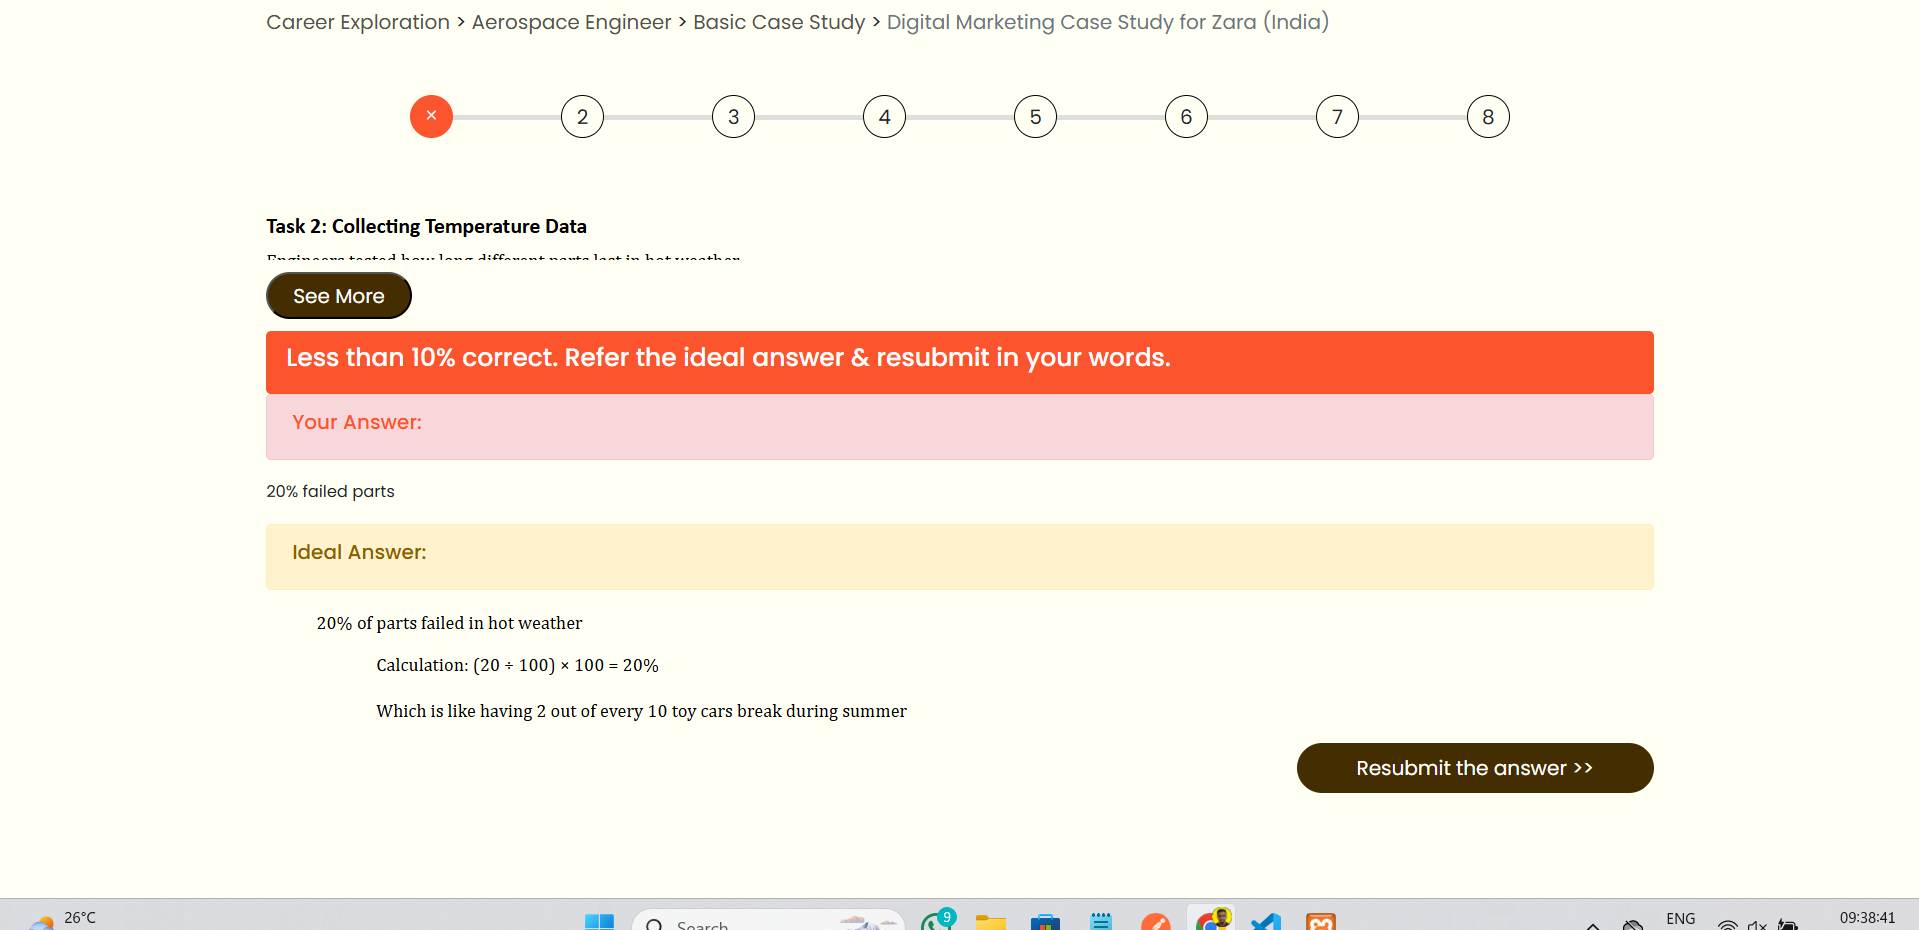 Career Exploration > Aerospace Engineer > Basic Case Study > Digital Marketing Case Study for Zara (India)
× 2 3 4 5 6 7 8
Task 2: Collecting Temperature Data
Engineers tested how long different parts last in hot weather
See More
Less than 10% correct. Refer the ideal answer & resubmit in your words.
Your Answer:
20% failed parts
Ideal Answer:
20% of parts failed in hot weather
Calculation: (20 ÷ 100) × 100 = 20%
Which is like having 2 out of every 10 toy cars break during summer
Resubmit the answer >>
26°C
Search
9
ENG
09:38:41